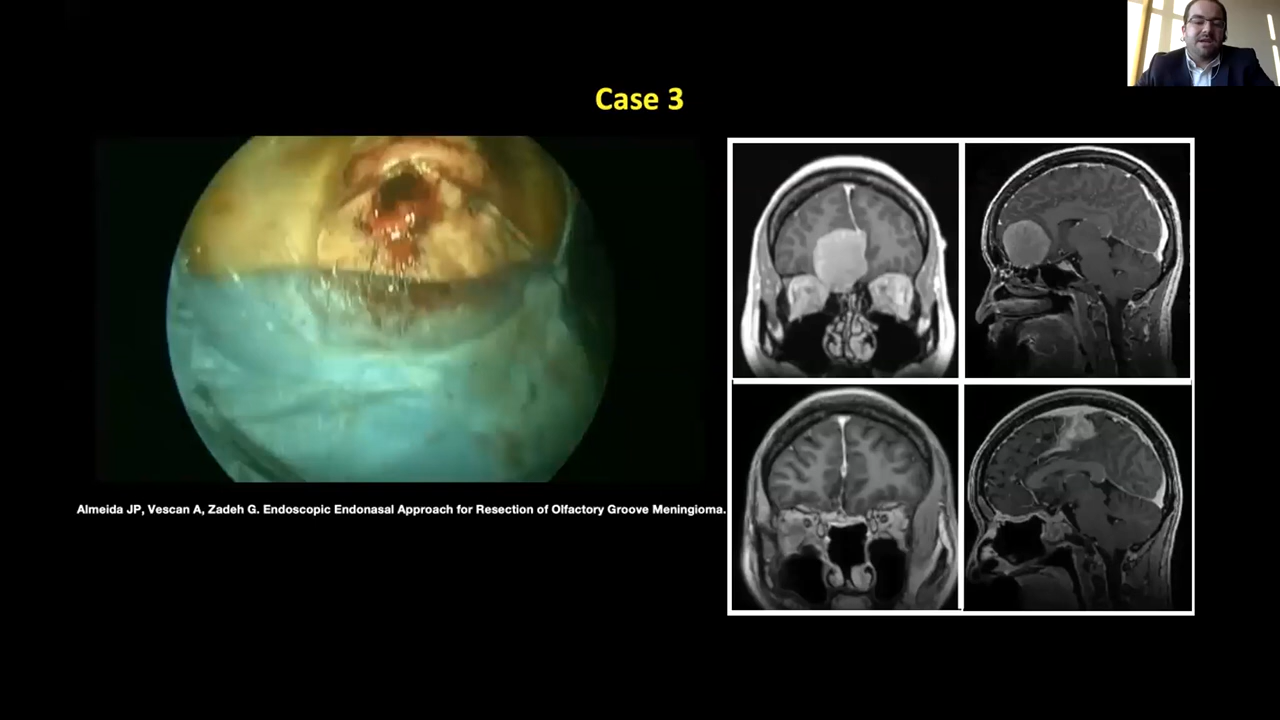 Case 3
Almeida JP, Vescan A, Zadeh G. Endoscopic Endonasal Approach for Resection of Olfactory Groove Meningioma.